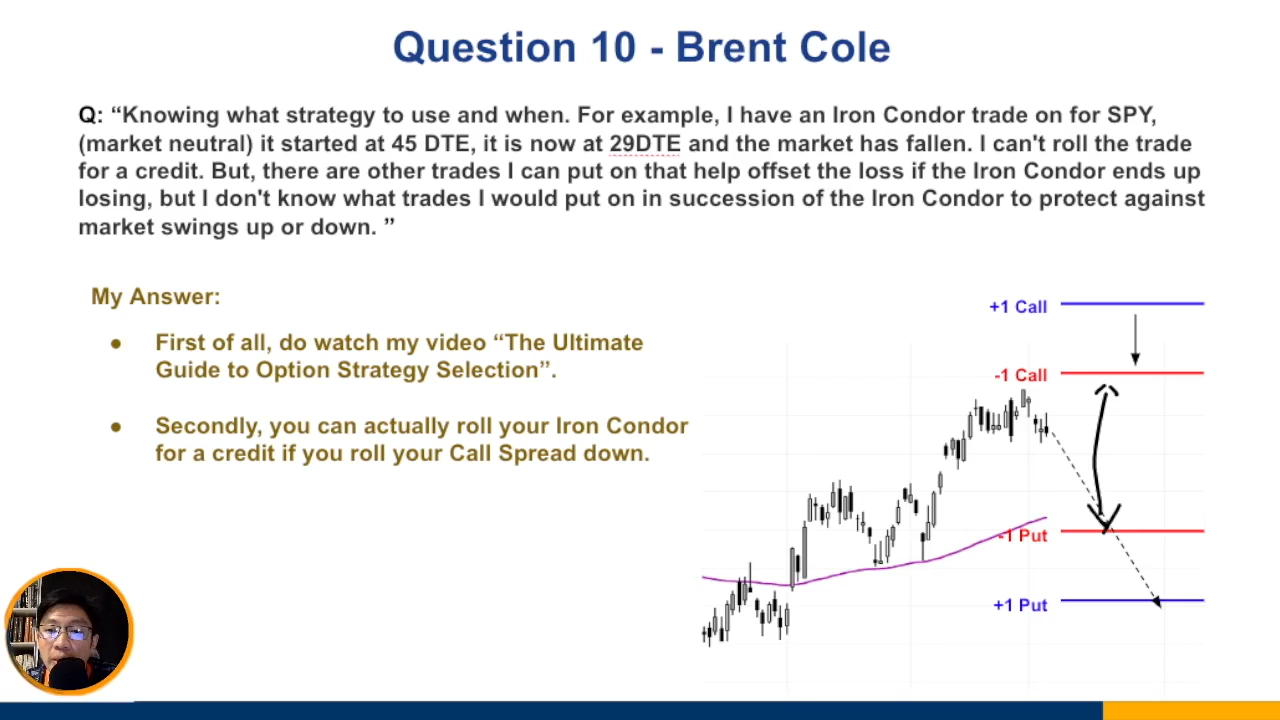 Question 10 - Brent Cole
Q: “Knowing what strategy to use and when. For example, I have an Iron Condor trade on for SPY,
(market neutral) it started at 45 DTE, it is now at 29DTE and the market has fallen. I can't roll the trade
for a credit. But, there are other trades I can put on that help offset the loss if the Iron Condor ends up
losing, but I don't know what trades I would put on in succession of the Iron Condor to protect against
market swings up or down. ”
My Answer:
● First of all, do watch my video “The Ultimate
Guide to Option Strategy Selection”.
● Secondly, you can actually roll your Iron Condor
for a credit if you roll your Call Spread down.
+1 Call
-1 Call
-1 Put
+1 Put